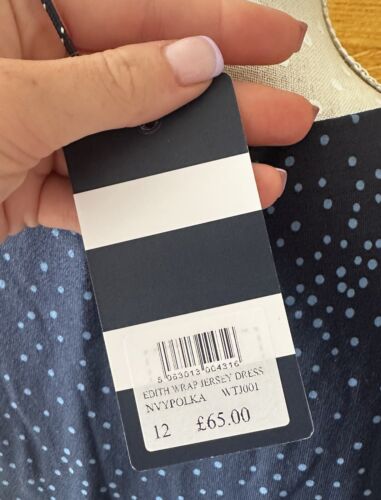 5 063013 004316
EDITH WRAP JERSEY DRESS
NVYPOLKA WTJ001
12 £65.00